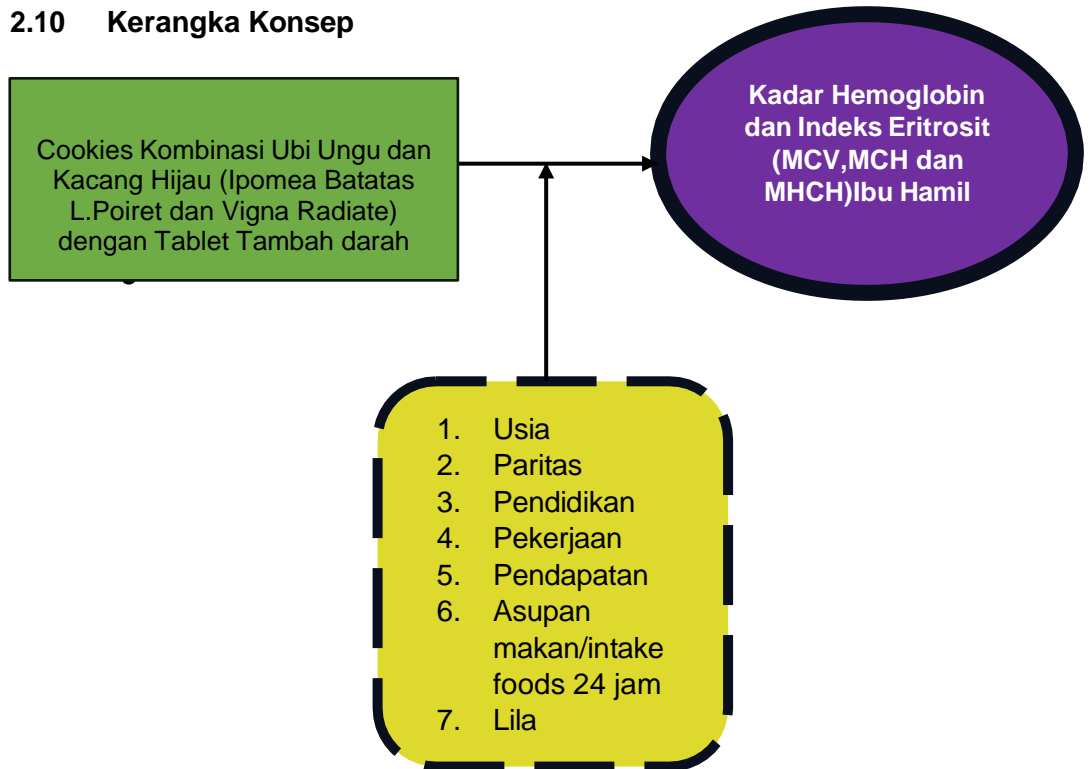 2.10 Kerangka Konsep
Cookies Kombinasi Ubi Ungu dan
Kacang Hijau (Ipomea Batatas
L.Poiret dan Vigna Radiate)
dengan Tablet Tambah darah
Kadar Hemoglobin
dan Indeks Eritrosit
(MCV,MCH dan
MHCH)Ibu Hamil
1. Usia
2. Paritas
3. Pendidikan
4. Pekerjaan
5. Pendapatan
6. Asupan
makan/intake
foods 24 jam
7. Lila